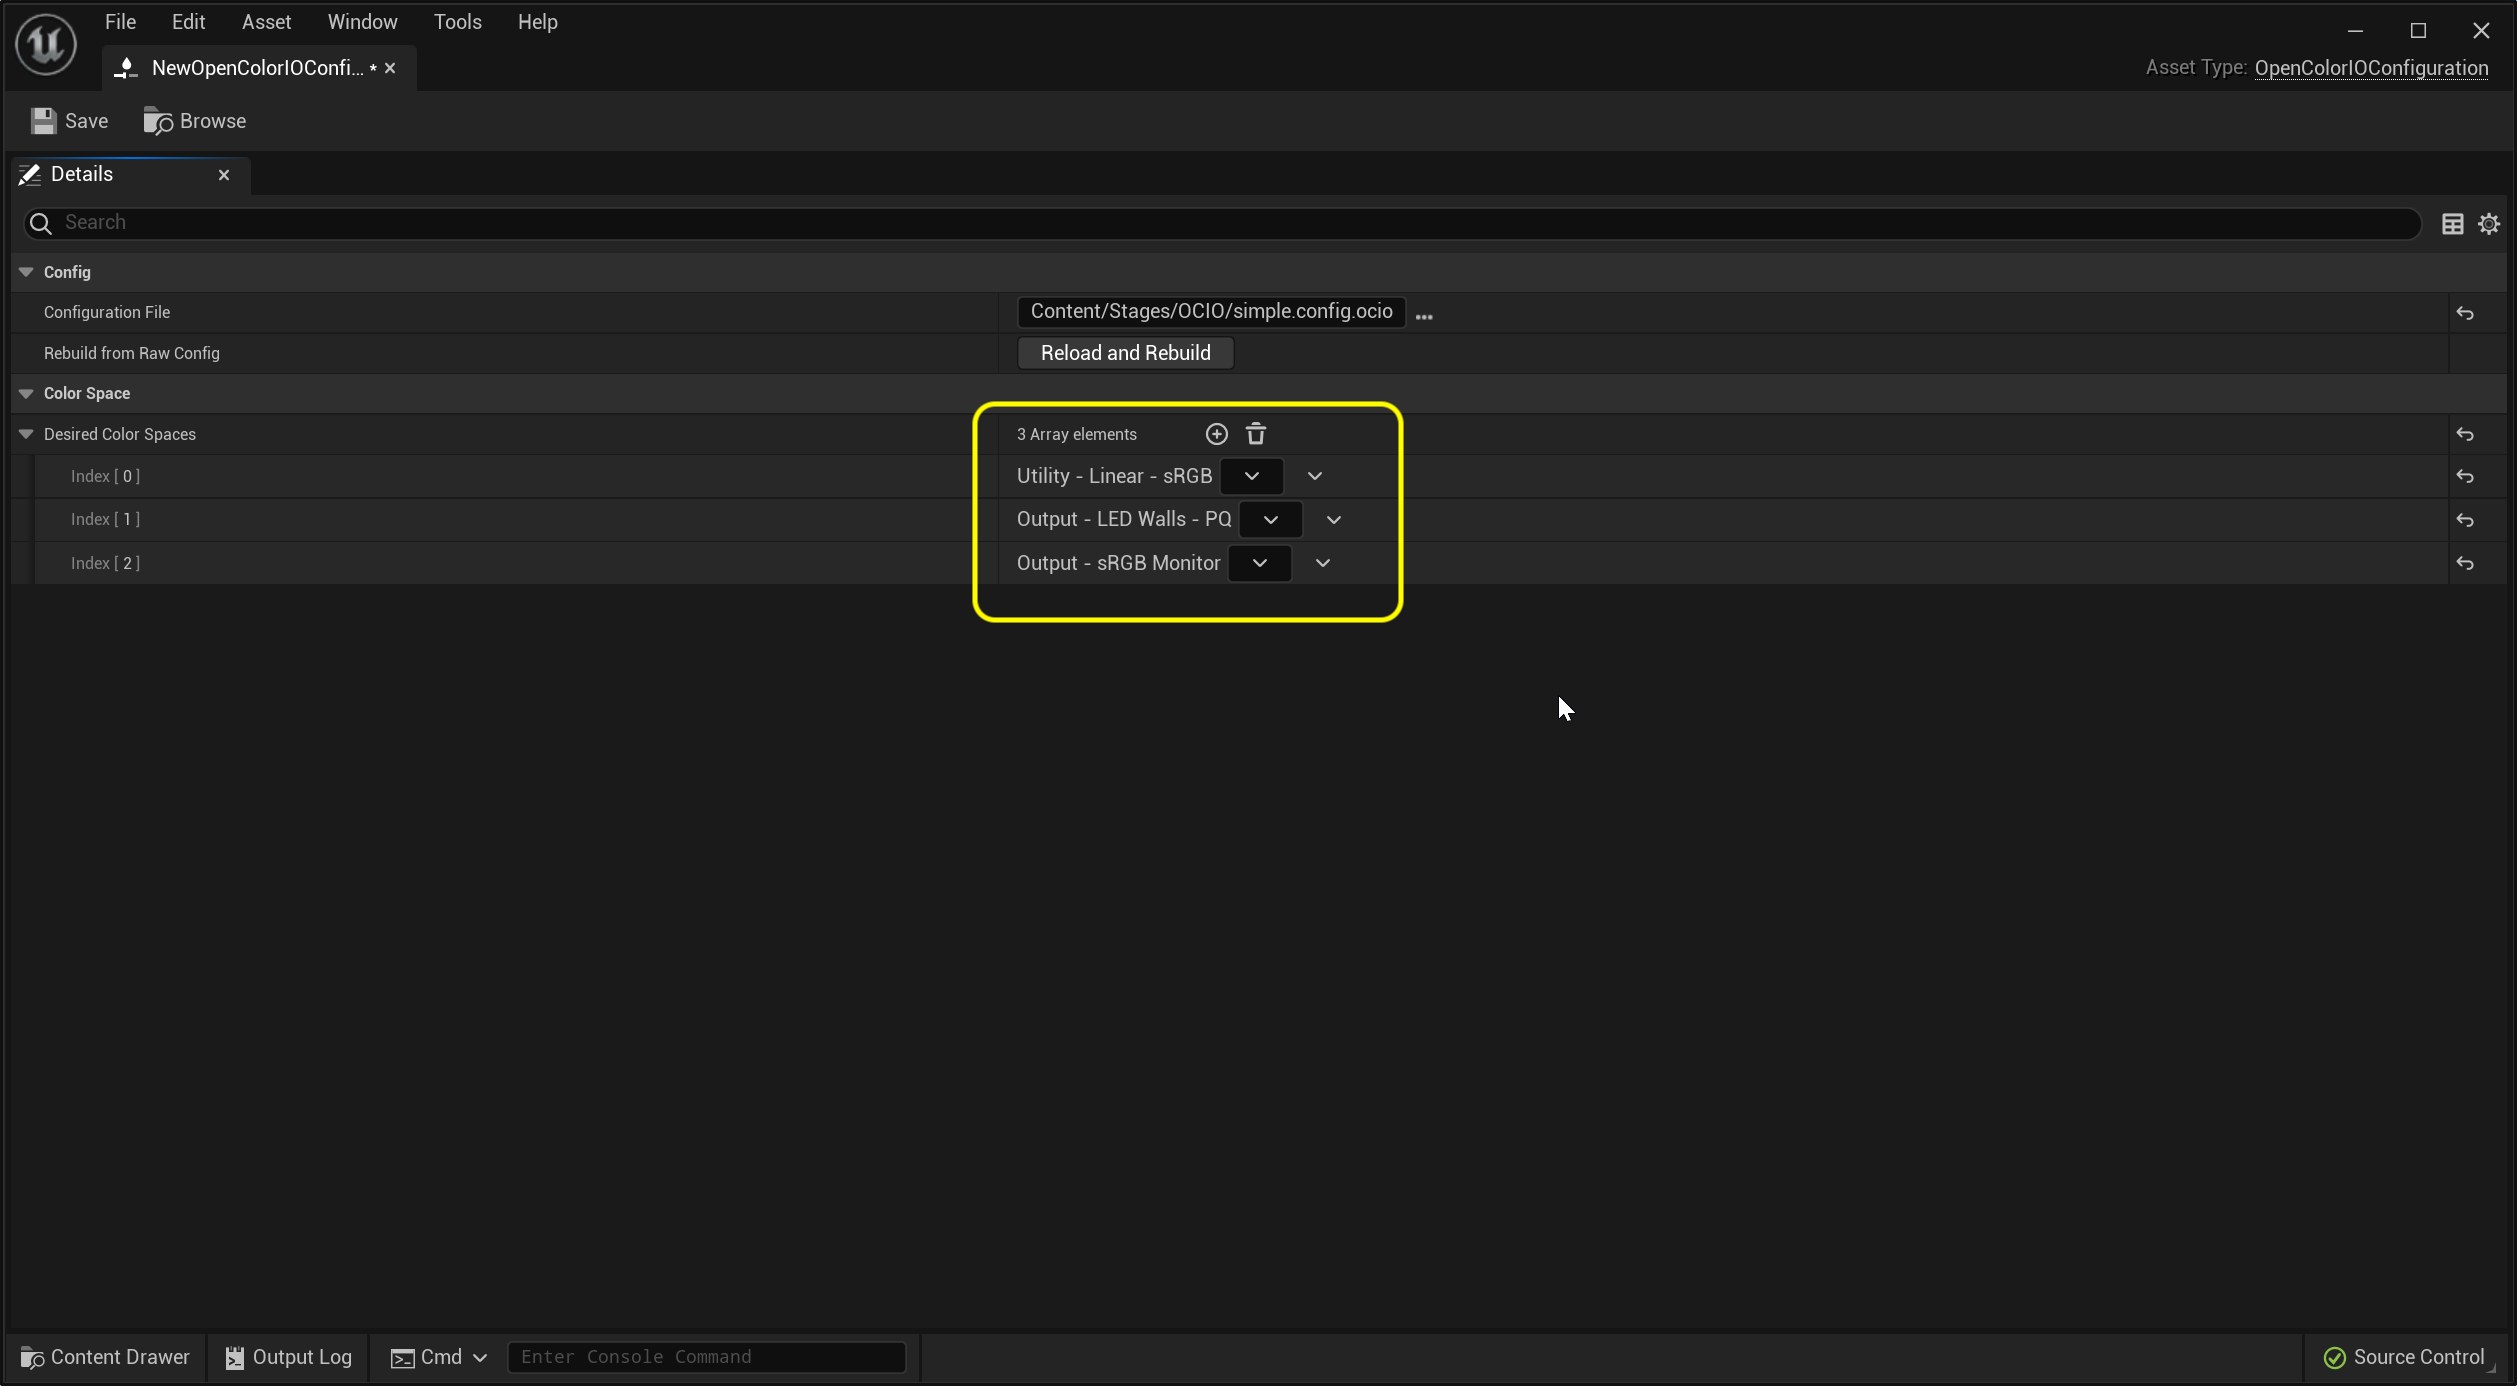 File Edit Asset Window Tools Help
NewOpenColorIOConfi... *
Asset Type: OpenColorIOConfiguration
Save Browse
Details
Search
Config
Configuration File Content/Stages/OCIO/simple.config.ocio ...
Rebuild from Raw Config Reload and Rebuild
Color Space
Desired Color Spaces 3 Array elements
Index [ 0 ] Utility - Linear - sRGB
Index [ 1 ] Output - LED Walls - PQ
Index [ 2 ] Output - sRGB Monitor
Content Drawer Output Log Cmd Enter Console Command Source Control